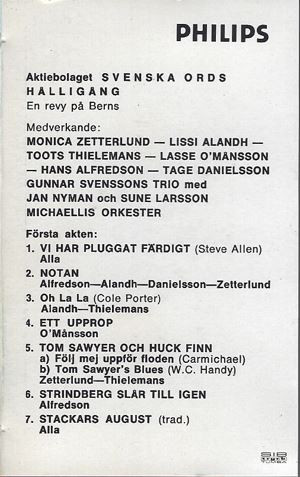 PHILIPS
Aktiebolaget SVENSKA ORDS
HÅLLIGÅNG
En revy på Berns
Medverkande:
MONICA ZETTERLUND — LISSI ALANDH —
TOOTS THIELEMANS — LASSE O'MÅNSSON
— HANS ALFREDSON — TAGE DANIELSSON
GUNNAR SVENSSONS TRIO med
JAN NYMAN och SUNE LARSSON
MICHAELLIS ORKESTER
Första akten:
1. VI HAR PLUGGAT FÄRDIGT (Steve Allen)
Alla
2. NOTAN
Alfredson—Alandh—Danielsson—Zetterlund
3. Oh La La (Cole Porter)
Alandh—Thielemans
4. ETT UPPROP
O'Månsson
5. TOM SAWYER OCH HUCK FINN
a) Följ mej uppför floden (Carmichael)
b) Tom Sawyer's Blues (W.C. Handy)
Zetterlund—Thielemans
6. STRINDBERG SLÅR TILL IGEN
Alfredson
7. STACKARS AUGUST (trad.)
Alla